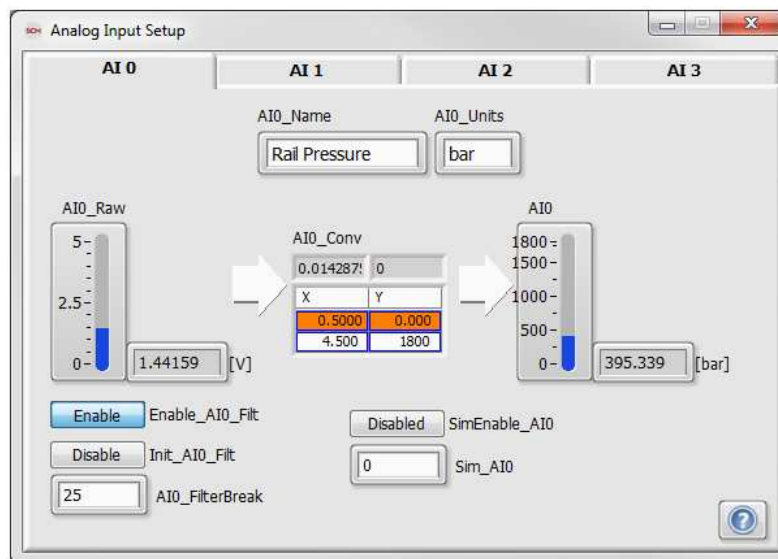 SCM Analog Input Setup
AI 0 AI 1 AI 2 AI 3
AI0_Name AI0_Units
Rail Pressure bar
AI0_Raw AI0
AI0_Conv
5 1800
0.014287 0 1500
X Y 1000
2.5
0.5000 0.000 500
4.500 1800
0 1.44159 [V] 0 395.339 [bar]
Enable Enable_AI0_Filt Disabled SimEnable_AI0
Disable Init_AI0_Filt 0 Sim_AI0
25 AI0_FilterBreak
?